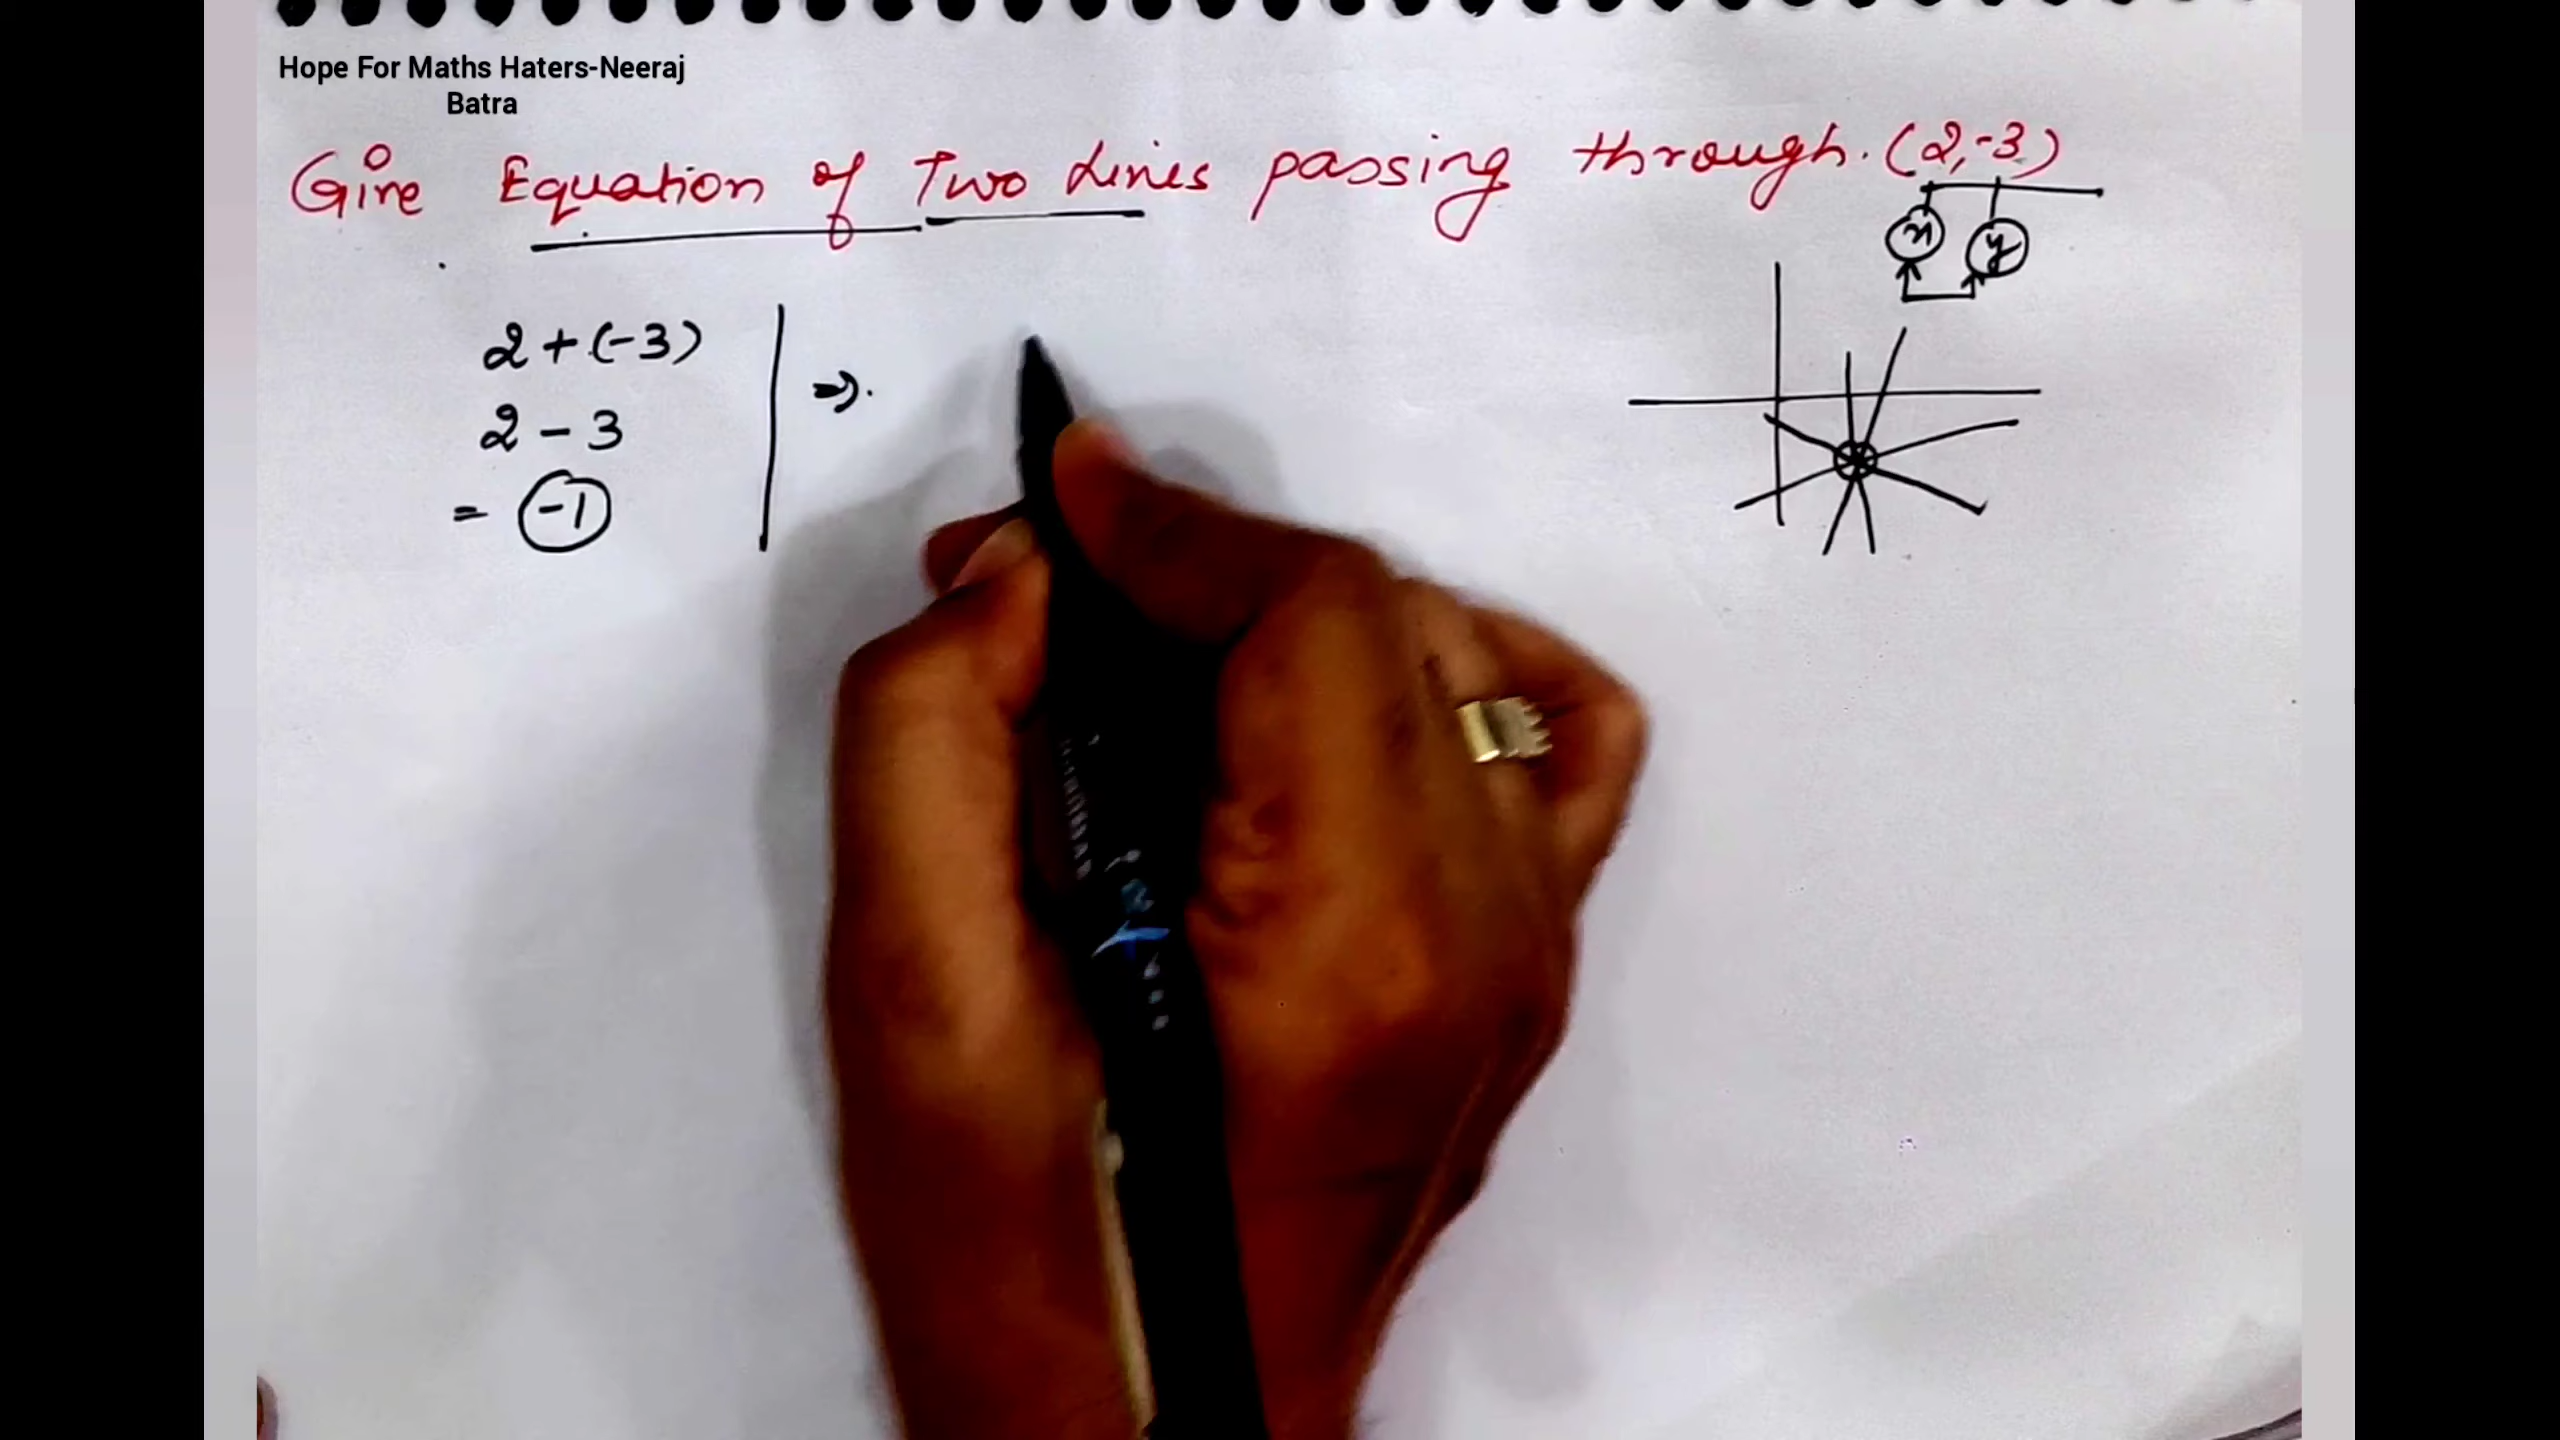 Hope For Maths Haters-Neeraj
Batra
Give Equation of Two Lines passing through. (2,-3)
x y
2 + (-3)
2 - 3
= -1
⇒.